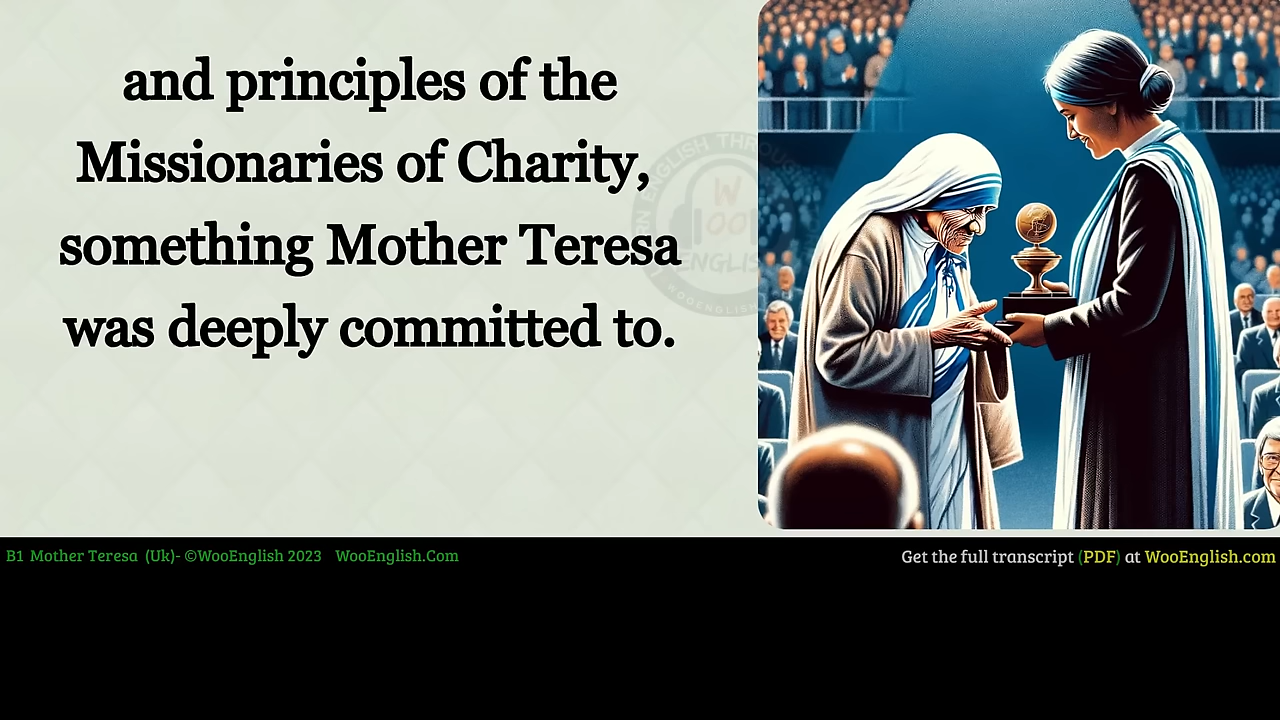 and principles of the
Missionaries of Charity,
something Mother Teresa
was deeply committed to.
B1 Mother Teresa (Uk)- ©WooEnglish 2023 WooEnglish.Com
Get the full transcript (PDF) at WooEnglish.com